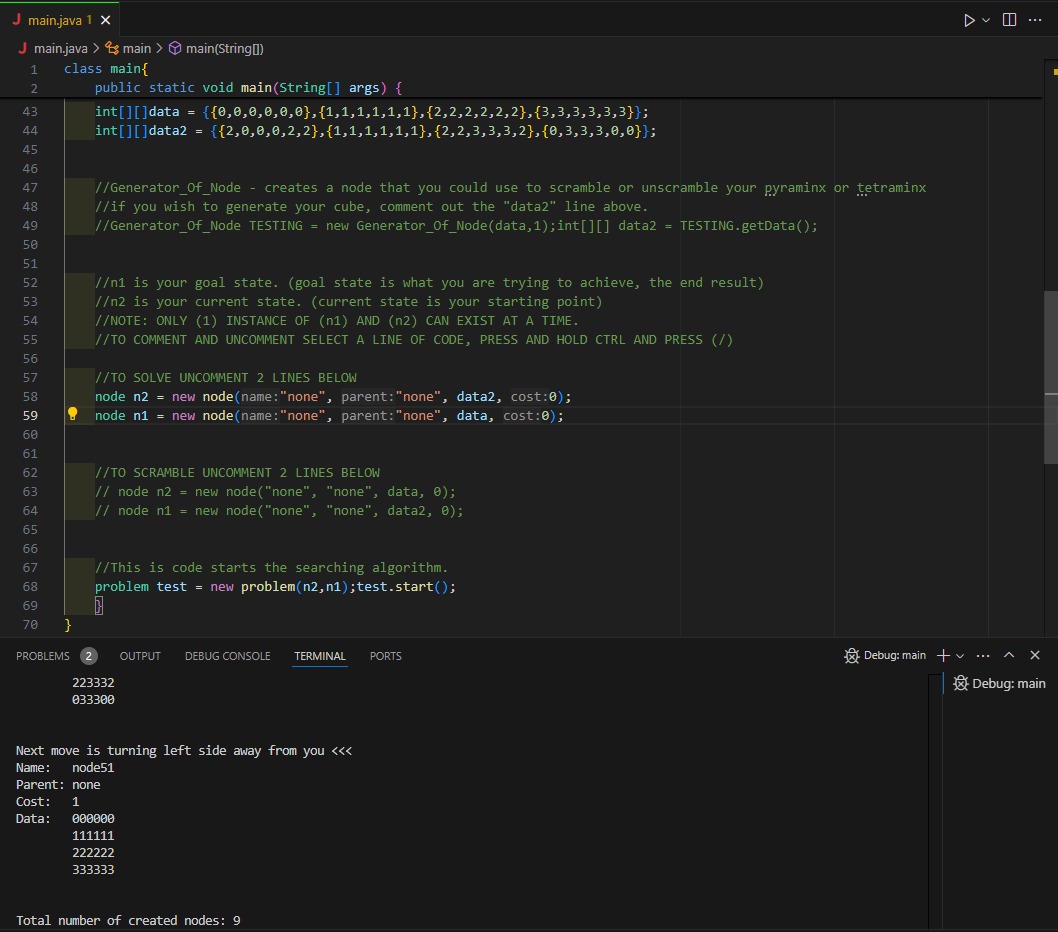 main.java 1
main.java > main > main(String[])
1 class main{
2 public static void main(String[] args) {
43 int[][]data = {{0,0,0,0,0,0},{1,1,1,1,1,1},{2,2,2,2,2,2},{3,3,3,3,3,3}};
44 int[][]data2 = {{2,0,0,0,2,2},{1,1,1,1,1,1},{2,2,3,3,3,2},{0,3,3,3,0,0}};
45
46
47 //Generator_Of_Node - creates a node that you could use to scramble or unscramble your pyraminx or tetraminx
48 //if you wish to generate your cube, comment out the "data2" line above.
49 //Generator_Of_Node TESTING = new Generator_Of_Node(data,1);int[][] data2 = TESTING.getData();
50
51
52 //n1 is your goal state. (goal state is what you are trying to achieve, the end result)
53 //n2 is your current state. (current state is your starting point)
54 //NOTE: ONLY (1) INSTANCE OF (n1) AND (n2) CAN EXIST AT A TIME.
55 //TO COMMENT AND UNCOMMENT SELECT A LINE OF CODE, PRESS AND HOLD CTRL AND PRESS (/)
56
57 //TO SOLVE UNCOMMENT 2 LINES BELOW
58 node n2 = new node(name:"none", parent:"none", data2, cost:0);
59 node n1 = new node(name:"none", parent:"none", data, cost:0);
60
61
62 //TO SCRAMBLE UNCOMMENT 2 LINES BELOW
63 // node n2 = new node("none", "none", data, 0);
64 // node n1 = new node("none", "none", data2, 0);
65
66
67 //This is code starts the searching algorithm.
68 problem test = new problem(n2,n1);test.start();
69 }
70 }
PROBLEMS 2 OUTPUT DEBUG CONSOLE TERMINAL PORTS Debug: main
Debug: main
223332
033300
Next move is turning left side away from you <<<
Name: node51
Parent: none
Cost: 1
Data: 000000
111111
222222
333333
Total number of created nodes: 9